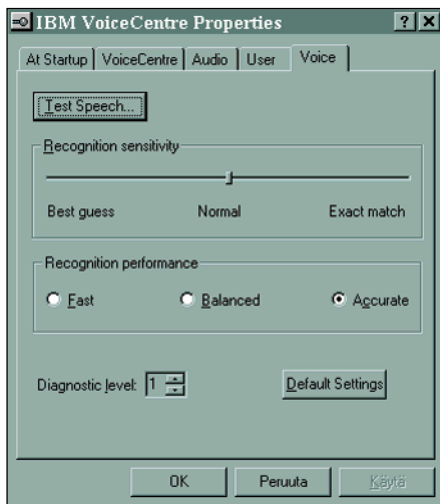 IBM VoiceCentre Properties
At Startup VoiceCentre Audio User Voice
Test Speech...
Recognition sensitivity
Best guess Normal Exact match
Recognition performance
Fast Balanced Accurate
Diagnostic level: 1 Default Settings
OK Peruuta Käytä